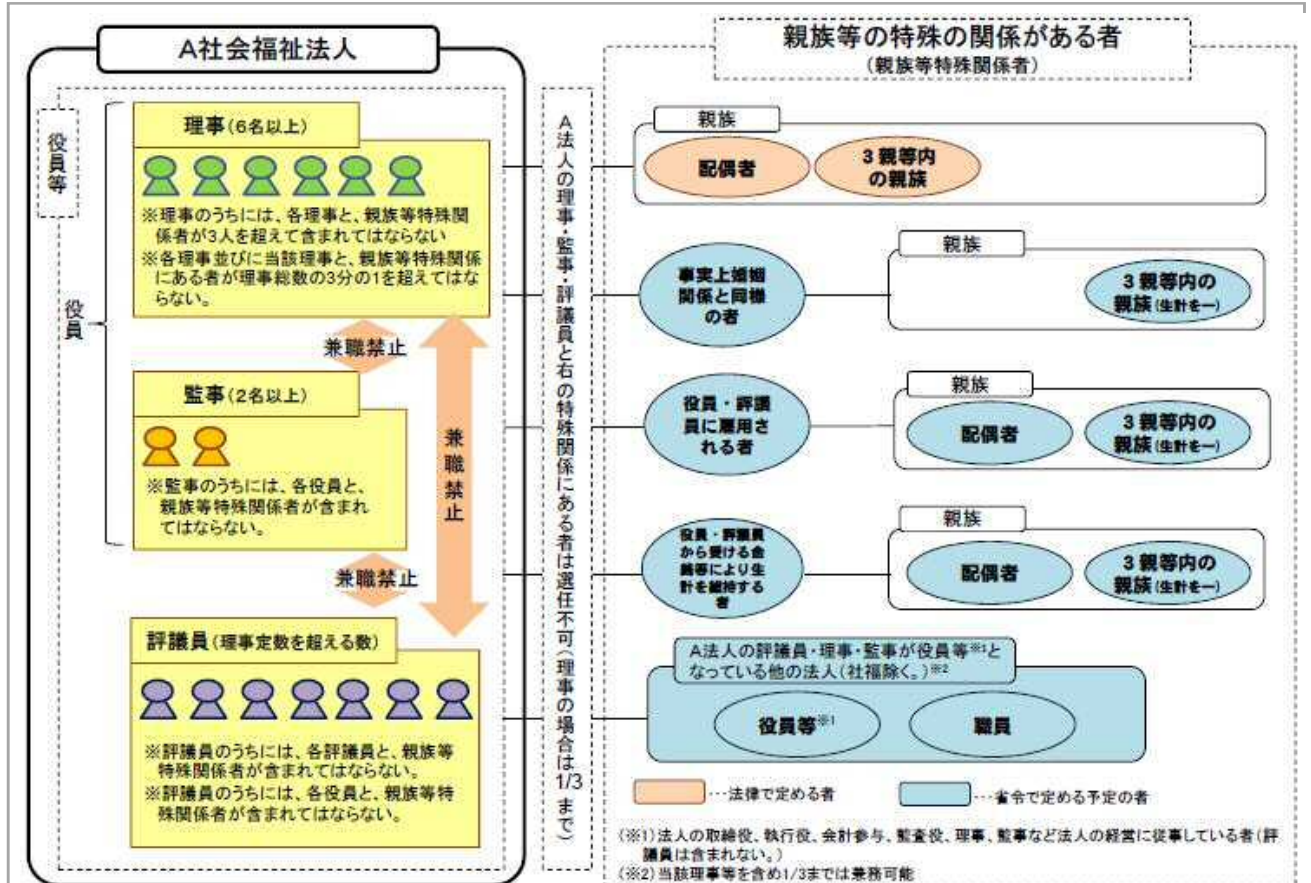 A社会福祉法人
役員等
役員
理事(6名以上)
※理事のうちには、各理事と、親族等特殊関
係者が3人を超えて含まれてはならない
※各理事並びに当該理事と、親族等特殊関係
にある者が理事総数の3分の1を超えてはな
らない。
兼職禁止
監事(2名以上)
※監事のうちには、各役員と、
親族等特殊関係者が含まれ
てはならない。
兼職禁止
兼職禁止
評議員(理事定数を超える数)
※評議員のうちには、各評議員と、親族等
特殊関係者が含まれてはならない。
※評議員のうちには、各役員と、親族等特
殊関係者が含まれてはならない。
A法人の理事・監事・評議員と右の特殊関係にある者は選任不可(理事の場合は1/3まで)
親族等の特殊の関係がある者
(親族等特殊関係者)
親族
配偶者
3親等内
の親族
事実上婚姻
関係と同様
の者
親族
3親等内の
親族(生計を一)
役員・評議
員に雇用さ
れる者
親族
配偶者
3親等内の
親族(生計を一)
役員・評議員
から受ける金
銭等により生
計を維持する
者
親族
配偶者
3親等内の
親族(生計を一)
A法人の評議員・理事・監事が役員等※1と
なっている他の法人(社福除く。)※2
役員等※1
職員
・・・法律で定める者
・・・省令で定める予定の者
(※1)法人の取締役、執行役、会計参与、監査役、理事、監事など法人の経営に従事している者(評
議員は含まれない。)
(※2)当該理事等を含め1/3までは兼務可能